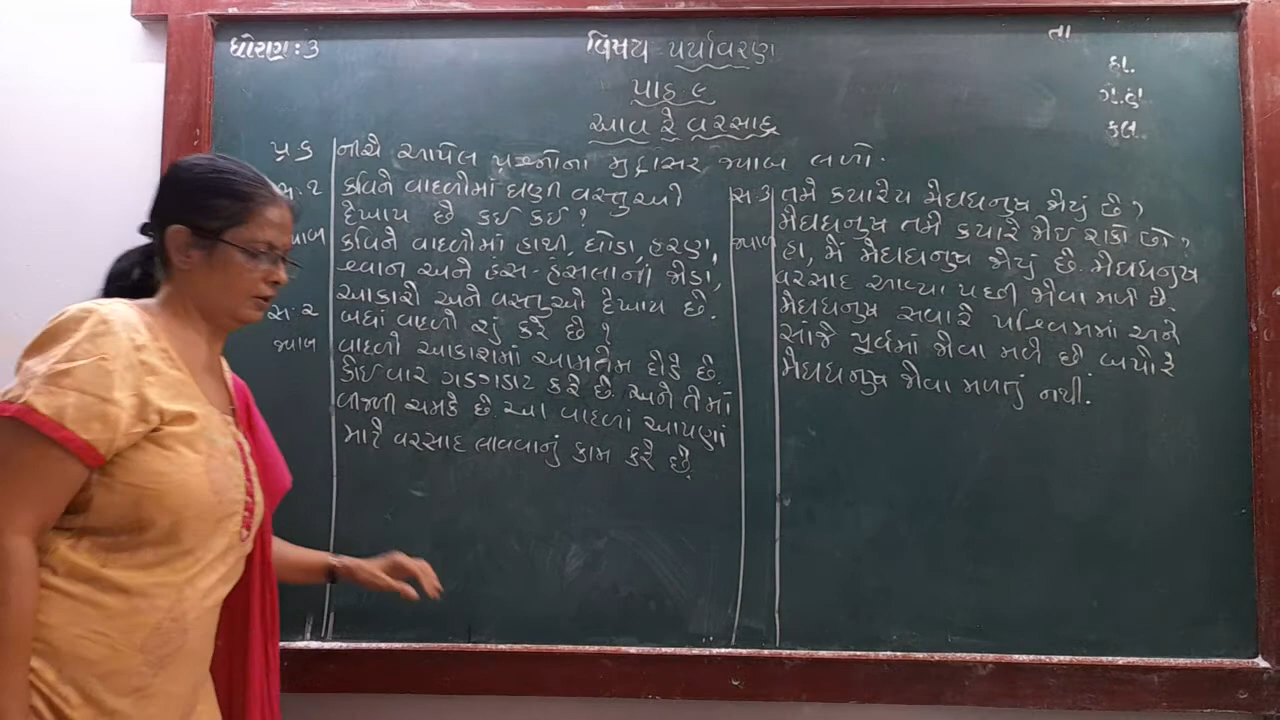 ધોરણ : ૩
વિષય - પર્યાવરણ
તા
પાઠ ૯
હા.
ગે.હા.
કુલ.
આવ રે વરસાદ
પ્ર ૬ નીચે આપેલ પ્રશ્નોના મુદ્દાસર જવાબ લખો.
સ.૧ કવિને વાદળીમાં ઘણી વસ્તુઓ
દેખાય છે કઈ કઈ ?
જવાબ કવિને વાદળીમાં હાથી, ઘોડા, હરણ,
શ્વાન અને હંસ - હંસલાની જોડા,
આકારો અને વસ્તુઓ દેખાય છે.
સ.૨ બધાં વાદળો શું કરે છે ?
જવાબ વાદળો આકાશમાં આમતેમ દોડે છે.
કોઈ વાર ગડગડાટ કરે છે. અને તેમાં
વીજળી ચમકે છે. આ વાદળાં આપણાં
માટે વરસાદ લાવવાનું કામ કરે છે.
સ ૩ તમે ક્યારેય મેઘધનુષ જોયું છે ?
મેઘધનુષ તમે ક્યારે જોઈ શકો છો ?
જવાબ હા, મેં મેઘધનુષ જોયું છે. મેઘધનુષ
વરસાદ આવ્યા પછી જોવા મળે છે.
મેઘધનુષ સવારે પશ્ચિમમાં અને
સાંજે પૂર્વમાં જોવા મળે છે. બપોરે
મેઘધનુષ જોવા મળતું નથી.